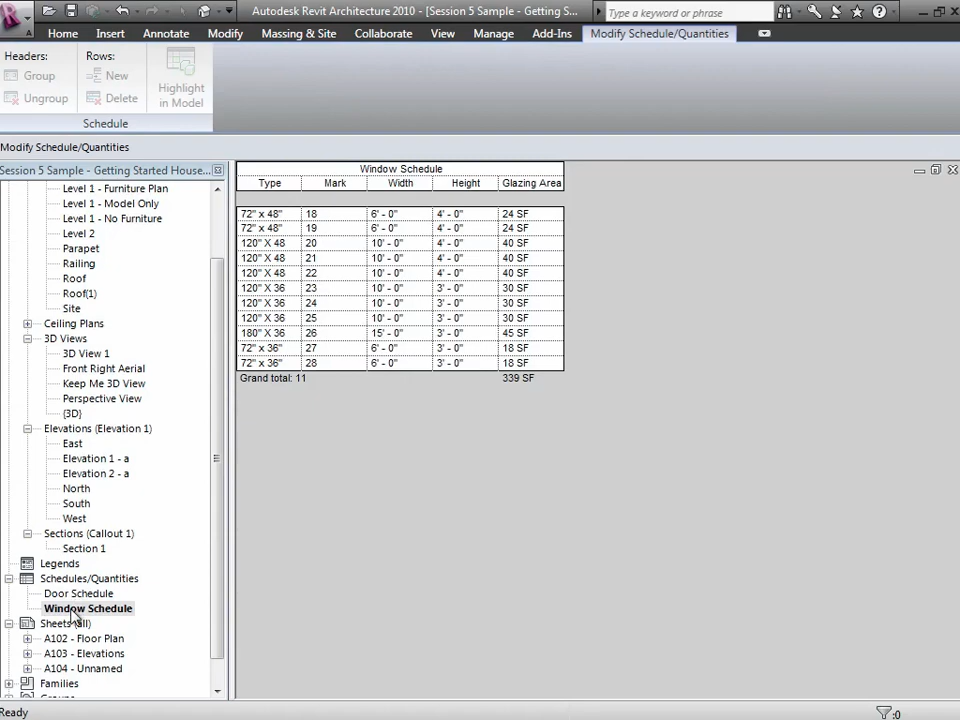 Autodesk Revit Architecture 2010 - [Session 5 Sample - Getting S...
Type a keyword or phrase
Home Insert Annotate Modify Massing & Site Collaborate View Manage Add-Ins Modify Schedule/Quantities
Headers: Rows:
Group New
Ungroup Delete
Highlight
in Model
Schedule
Modify Schedule/Quantities
Session 5 Sample - Getting Started House...
Level 1 - Furniture Plan
Level 1 - Model Only
Level 1 - No Furniture
Level 2
Parapet
Railing
Roof
Roof(1)
Site
Ceiling Plans
3D Views
3D View 1
Front Right Aerial
Keep Me 3D View
Perspective View
{3D}
Elevations (Elevation 1)
East
Elevation 1 - a
Elevation 2 - a
North
South
West
Sections (Callout 1)
Section 1
Legends
Schedules/Quantities
Door Schedule
Window Schedule
Sheets (all)
A102 - Floor Plan
A103 - Elevations
A104 - Unnamed
Families
Groups
Window Schedule
Type Mark Width Height Glazing Area
72" x 48" 18 6' - 0" 4' - 0" 24 SF
72" x 48" 19 6' - 0" 4' - 0" 24 SF
120" X 48 20 10' - 0" 4' - 0" 40 SF
120" X 48 21 10' - 0" 4' - 0" 40 SF
120" X 48 22 10' - 0" 4' - 0" 40 SF
120" X 36 23 10' - 0" 3' - 0" 30 SF
120" X 36 24 10' - 0" 3' - 0" 30 SF
120" X 36 25 10' - 0" 3' - 0" 30 SF
180" X 36 26 15' - 0" 3' - 0" 45 SF
72" x 36" 27 6' - 0" 3' - 0" 18 SF
72" x 36" 28 6' - 0" 3' - 0" 18 SF
Grand total: 11 339 SF
Ready
:0